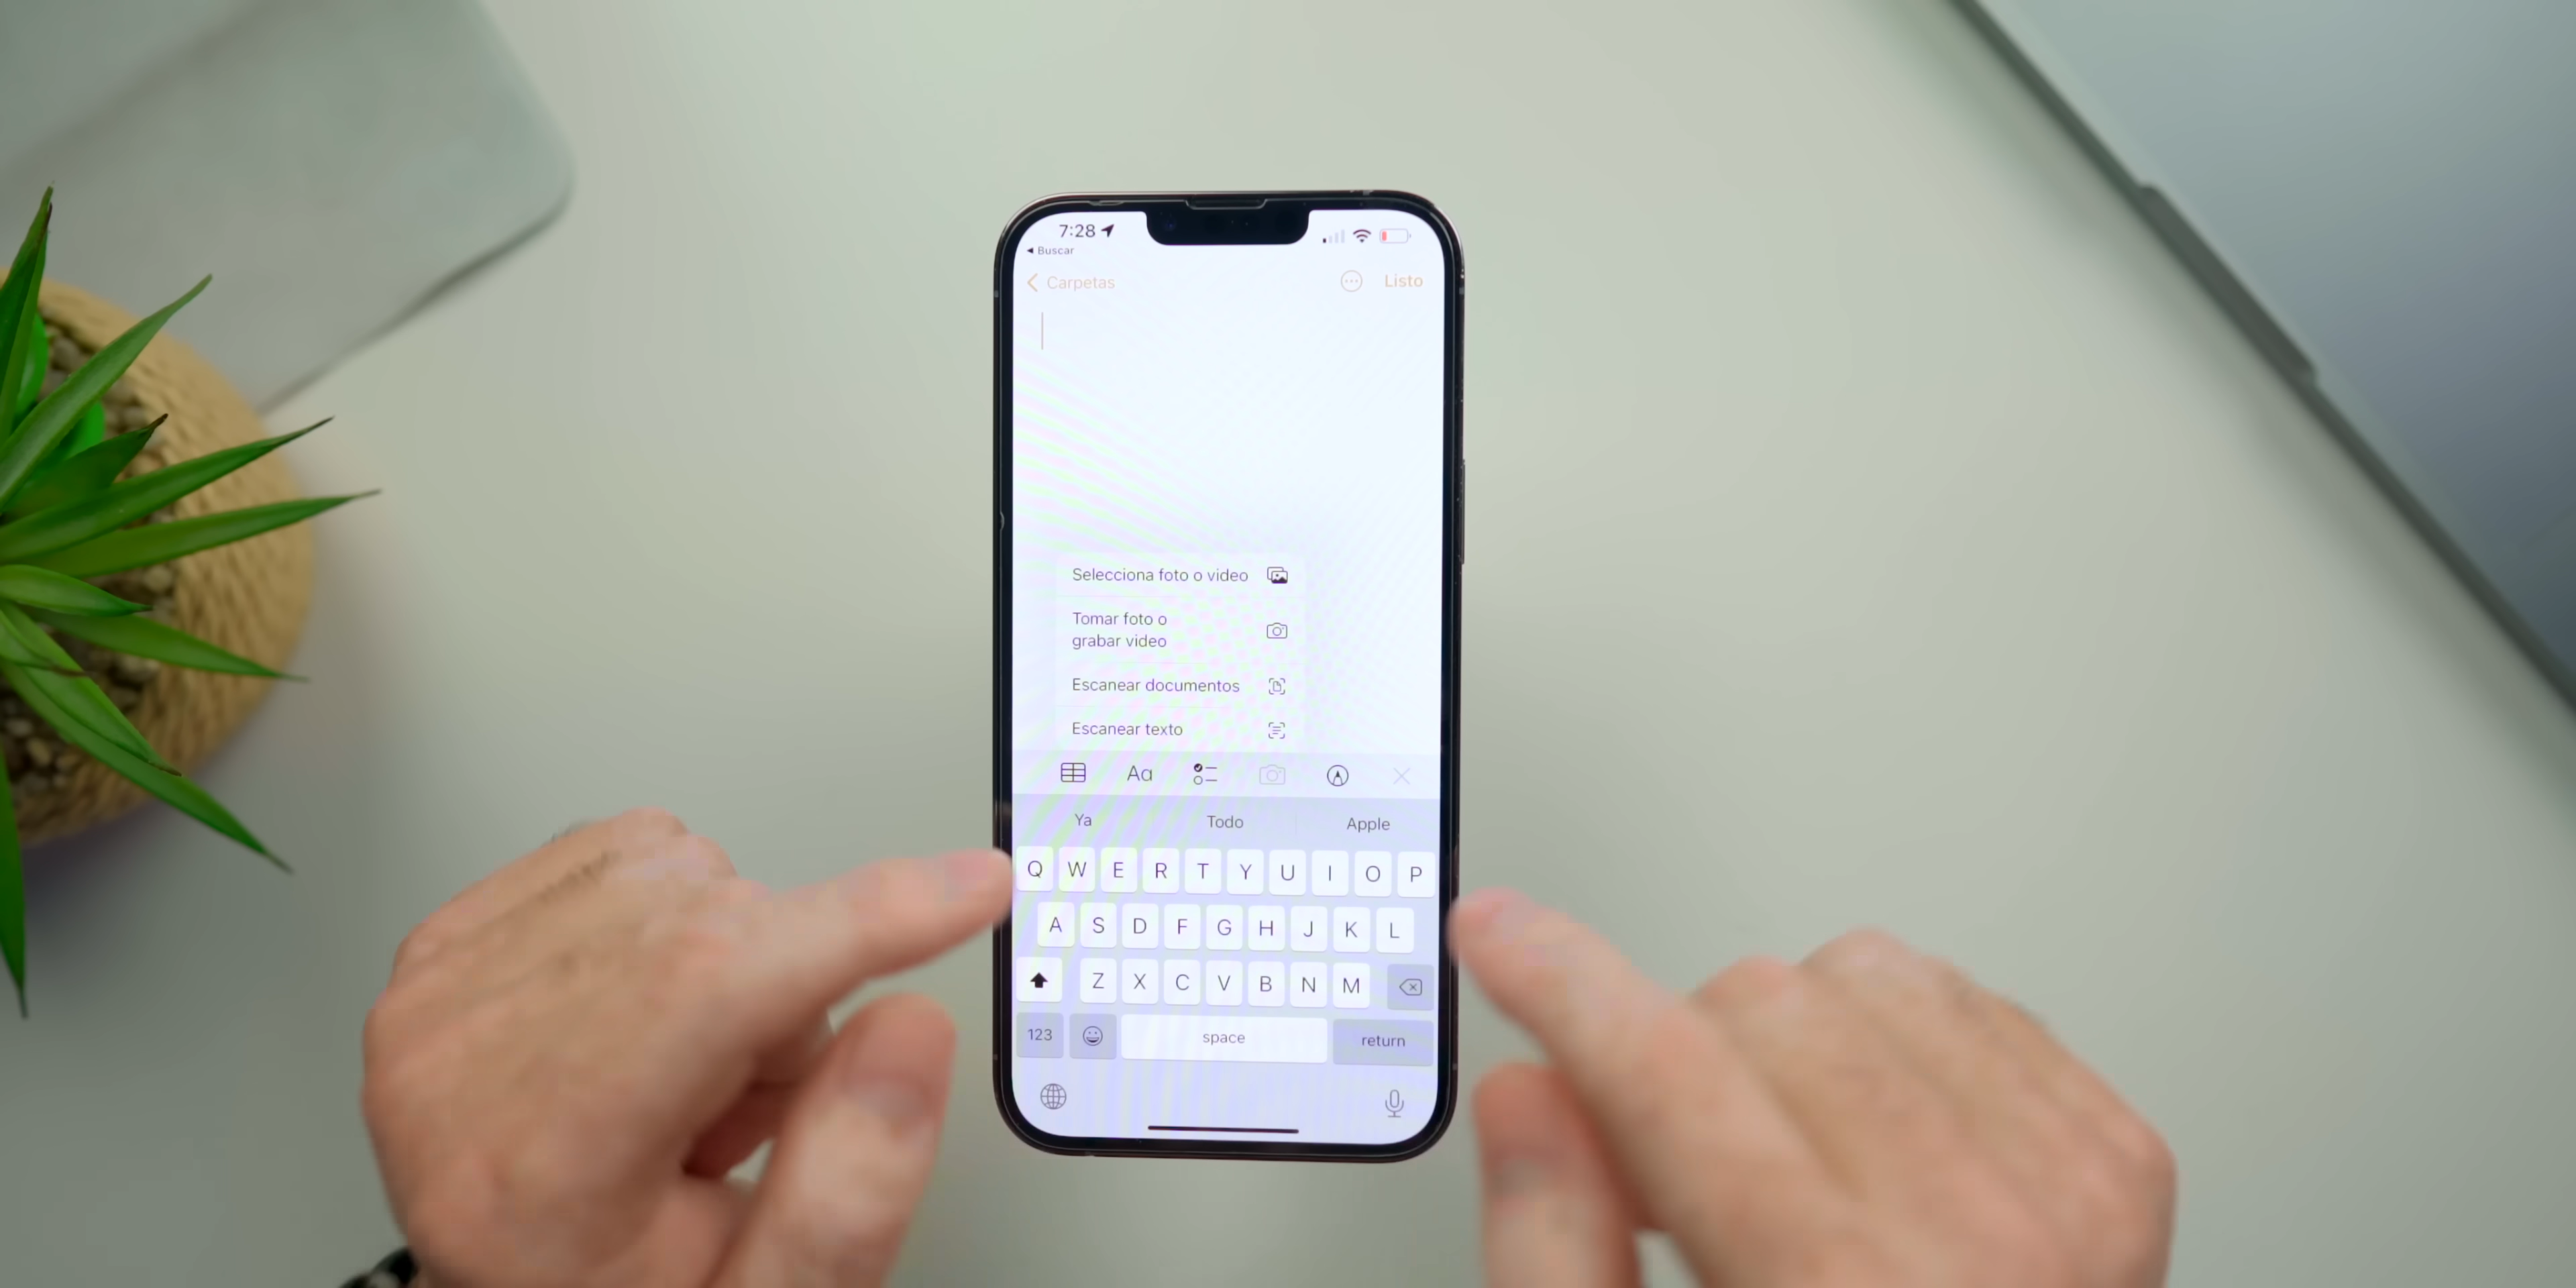 7:28
Buscar
Carpetas
Listo
Selecciona foto o video
Tomar foto o
grabar video
Escanear documentos
Escanear texto
Aa
Ya Todo Apple
Q W E R T Y U I O P
A S D F G H J K L
Z X C V B N M
123 space return